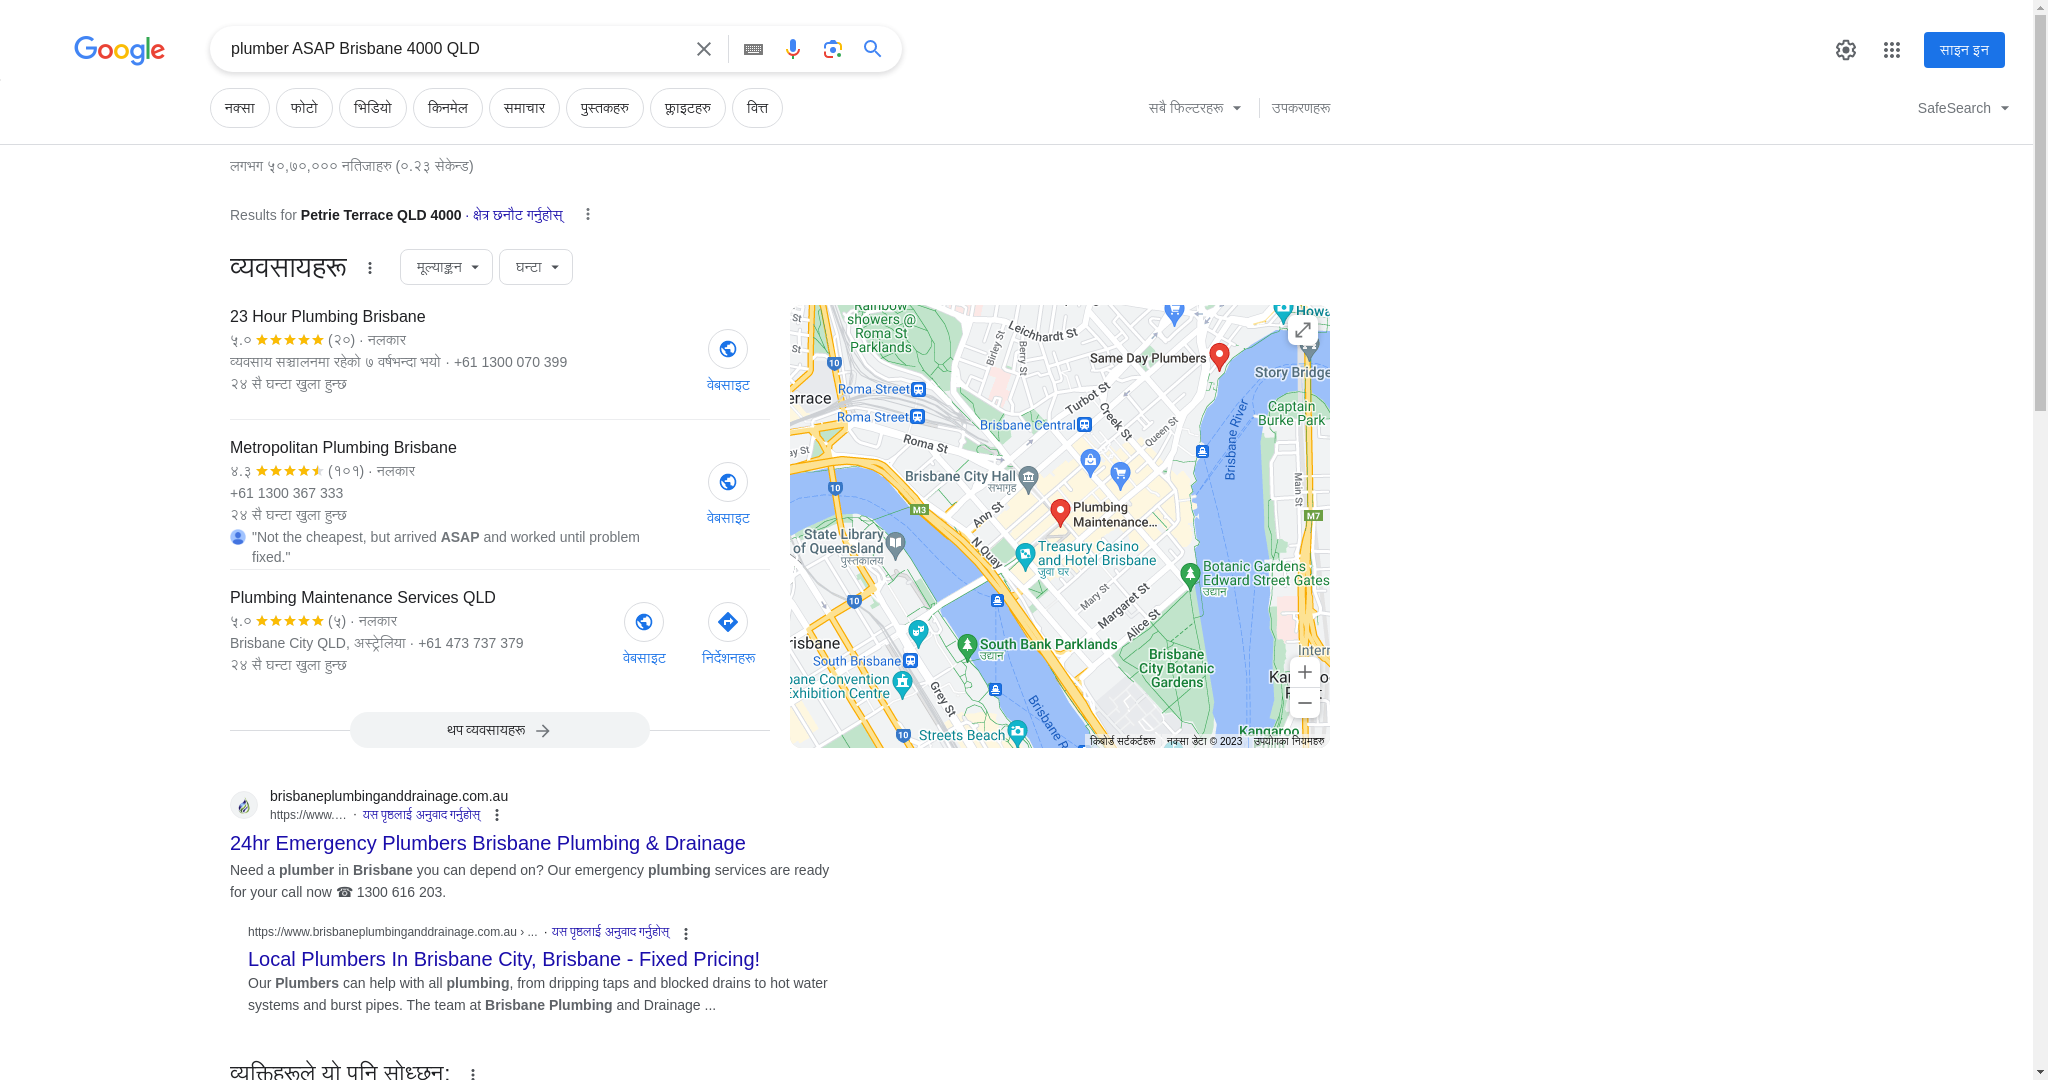 Google
plumber ASAP Brisbane 4000 QLD
साइन इन
नक्सा
फोटो
भिडियो
किनमेल
समाचार
पुस्तकहरु
फ्लाइटहरु
वित्त
सबै फिल्टरहरू
उपकरणहरू
SafeSearch
लगभग ५०,७०,००० नतिजाहरु (०.२३ सेकेन्ड)
Results for Petrie Terrace QLD 4000 · क्षेत्र छनौट गर्नुहोस्
व्यवसायहरू
मूल्याङ्कन
घन्टा
23 Hour Plumbing Brisbane
५.० (२०) · नलकार
व्यवसाय सञ्चालनमा रहेको ७ वर्षभन्दा भयो · +61 1300 070 399
२४ सै घन्टा खुला हुन्छ
वेबसाइट
Metropolitan Plumbing Brisbane
४.३ (१०१) · नलकार
+61 1300 367 333
२४ सै घन्टा खुला हुन्छ
वेबसाइट
"Not the cheapest, but arrived ASAP and worked until problem
fixed."
Plumbing Maintenance Services QLD
५.० (५) · नलकार
Brisbane City QLD, अस्ट्रेलिया · +61 473 737 379
२४ सै घन्टा खुला हुन्छ
वेबसाइट
निर्देशनहरू
थप व्यवसायहरू
Rainbow
showers @
Roma St
Parklands
Leichhardt St
Birley St
Berry St
Same Day Plumbers
Story Bridge
Captain
Burke Park
10
Roma Street
Roma Street
errace
Turbot St
Creek St
Queen St
Brisbane Central
Roma St
Brisbane River
Main St
Brisbane City Hall
सभागृह
10
M3
M7
Ann St
Plumbing
Maintenance...
State Library
of Queensland
पुस्तकालय
N Quay
Treasury Casino
and Hotel Brisbane
जुवा घर
Botanic Gardens
Edward Street Gates
उद्यान
10
Mary St
Margaret St
Alice St
risbane
South Brisbane
South Bank Parklands
उद्यान
Brisbane
City Botanic
Gardens
bane Convention
Exhibition Centre
Grey St
Kangaroo
10
Streets Beach
किबोर्ड सर्टकर्टहरू
नक्सा डेटा © 2023
उपयोगका नियमहरु
brisbaneplumbinganddrainage.com.au
https://www.... · यस पृष्ठलाई अनुवाद गर्नुहोस्
24hr Emergency Plumbers Brisbane Plumbing & Drainage
Need a plumber in Brisbane you can depend on? Our emergency plumbing services are ready
for your call now ☎ 1300 616 203.
https://www.brisbaneplumbinganddrainage.com.au › ... · यस पृष्ठलाई अनुवाद गर्नुहोस्
Local Plumbers In Brisbane City, Brisbane - Fixed Pricing!
Our Plumbers can help with all plumbing, from dripping taps and blocked drains to hot water
systems and burst pipes. The team at Brisbane Plumbing and Drainage ...
व्यक्तिहरूले यो पनि सोध्छन्: